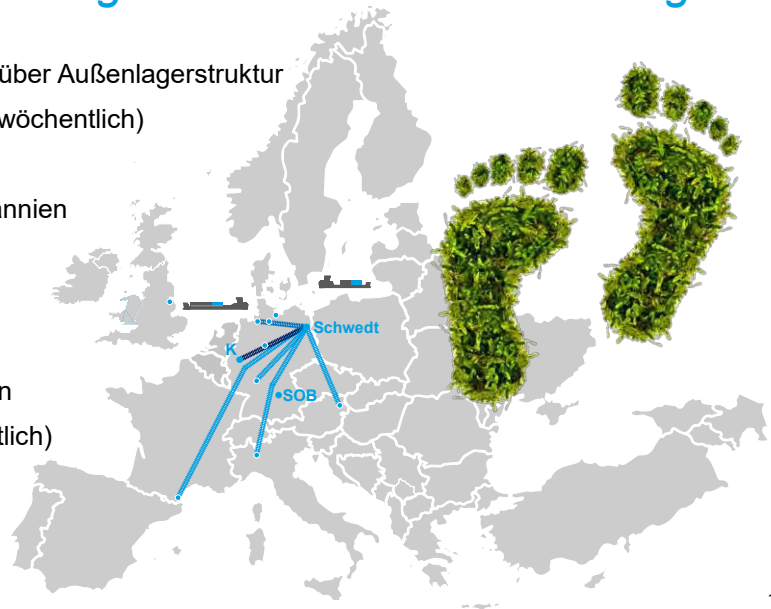 über Außenlagerstruktur
wöchentlich)
annien
Schwedt
K
SOB
n
tlich)